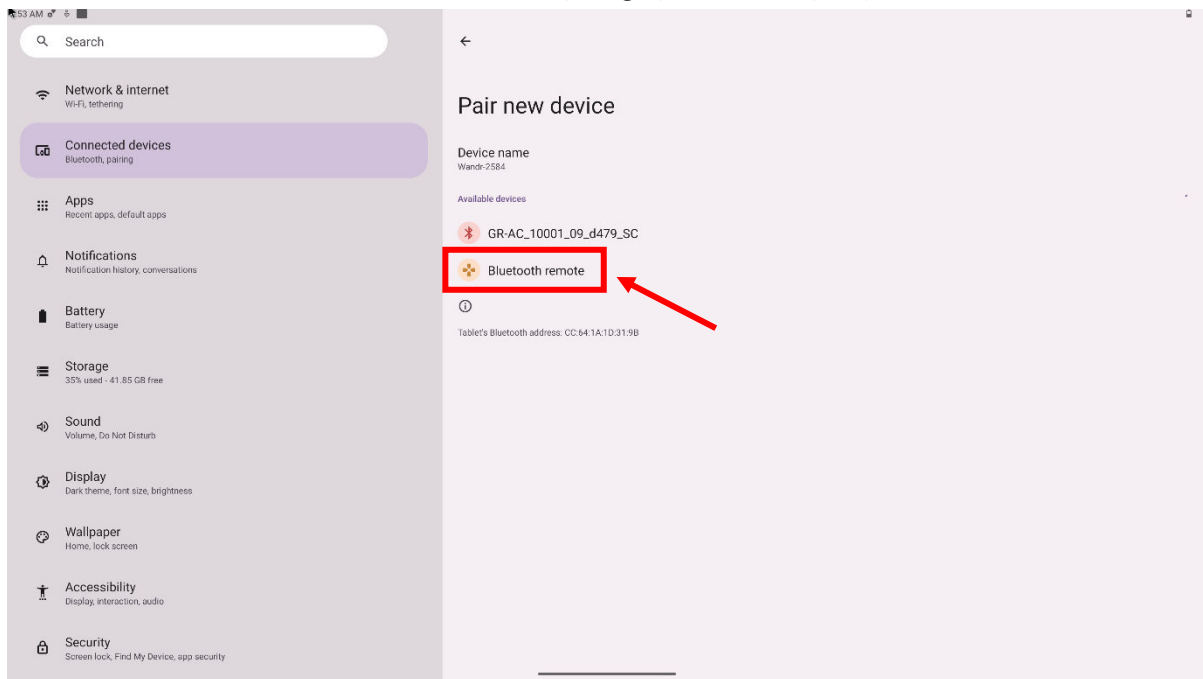 :53 AM
Search
Network & internet
Wi-Fi, tethering
Connected devices
Bluetooth, pairing
Apps
Recent apps, default apps
Notifications
Notification history, conversations
Battery
Battery usage
Storage
35% used - 41.85 GB free
Sound
Volume, Do Not Disturb
Display
Dark theme, font size, brightness
Wallpaper
Home, lock screen
Accessibility
Display, interaction, audio
Security
Screen lock, Find My Device, app security
Pair new device
Device name
Wandr-2584
Available devices
GR-AC_10001_09_d479_SC
Bluetooth remote
Tablet's Bluetooth address: CC:64:1A:1D:31:9B